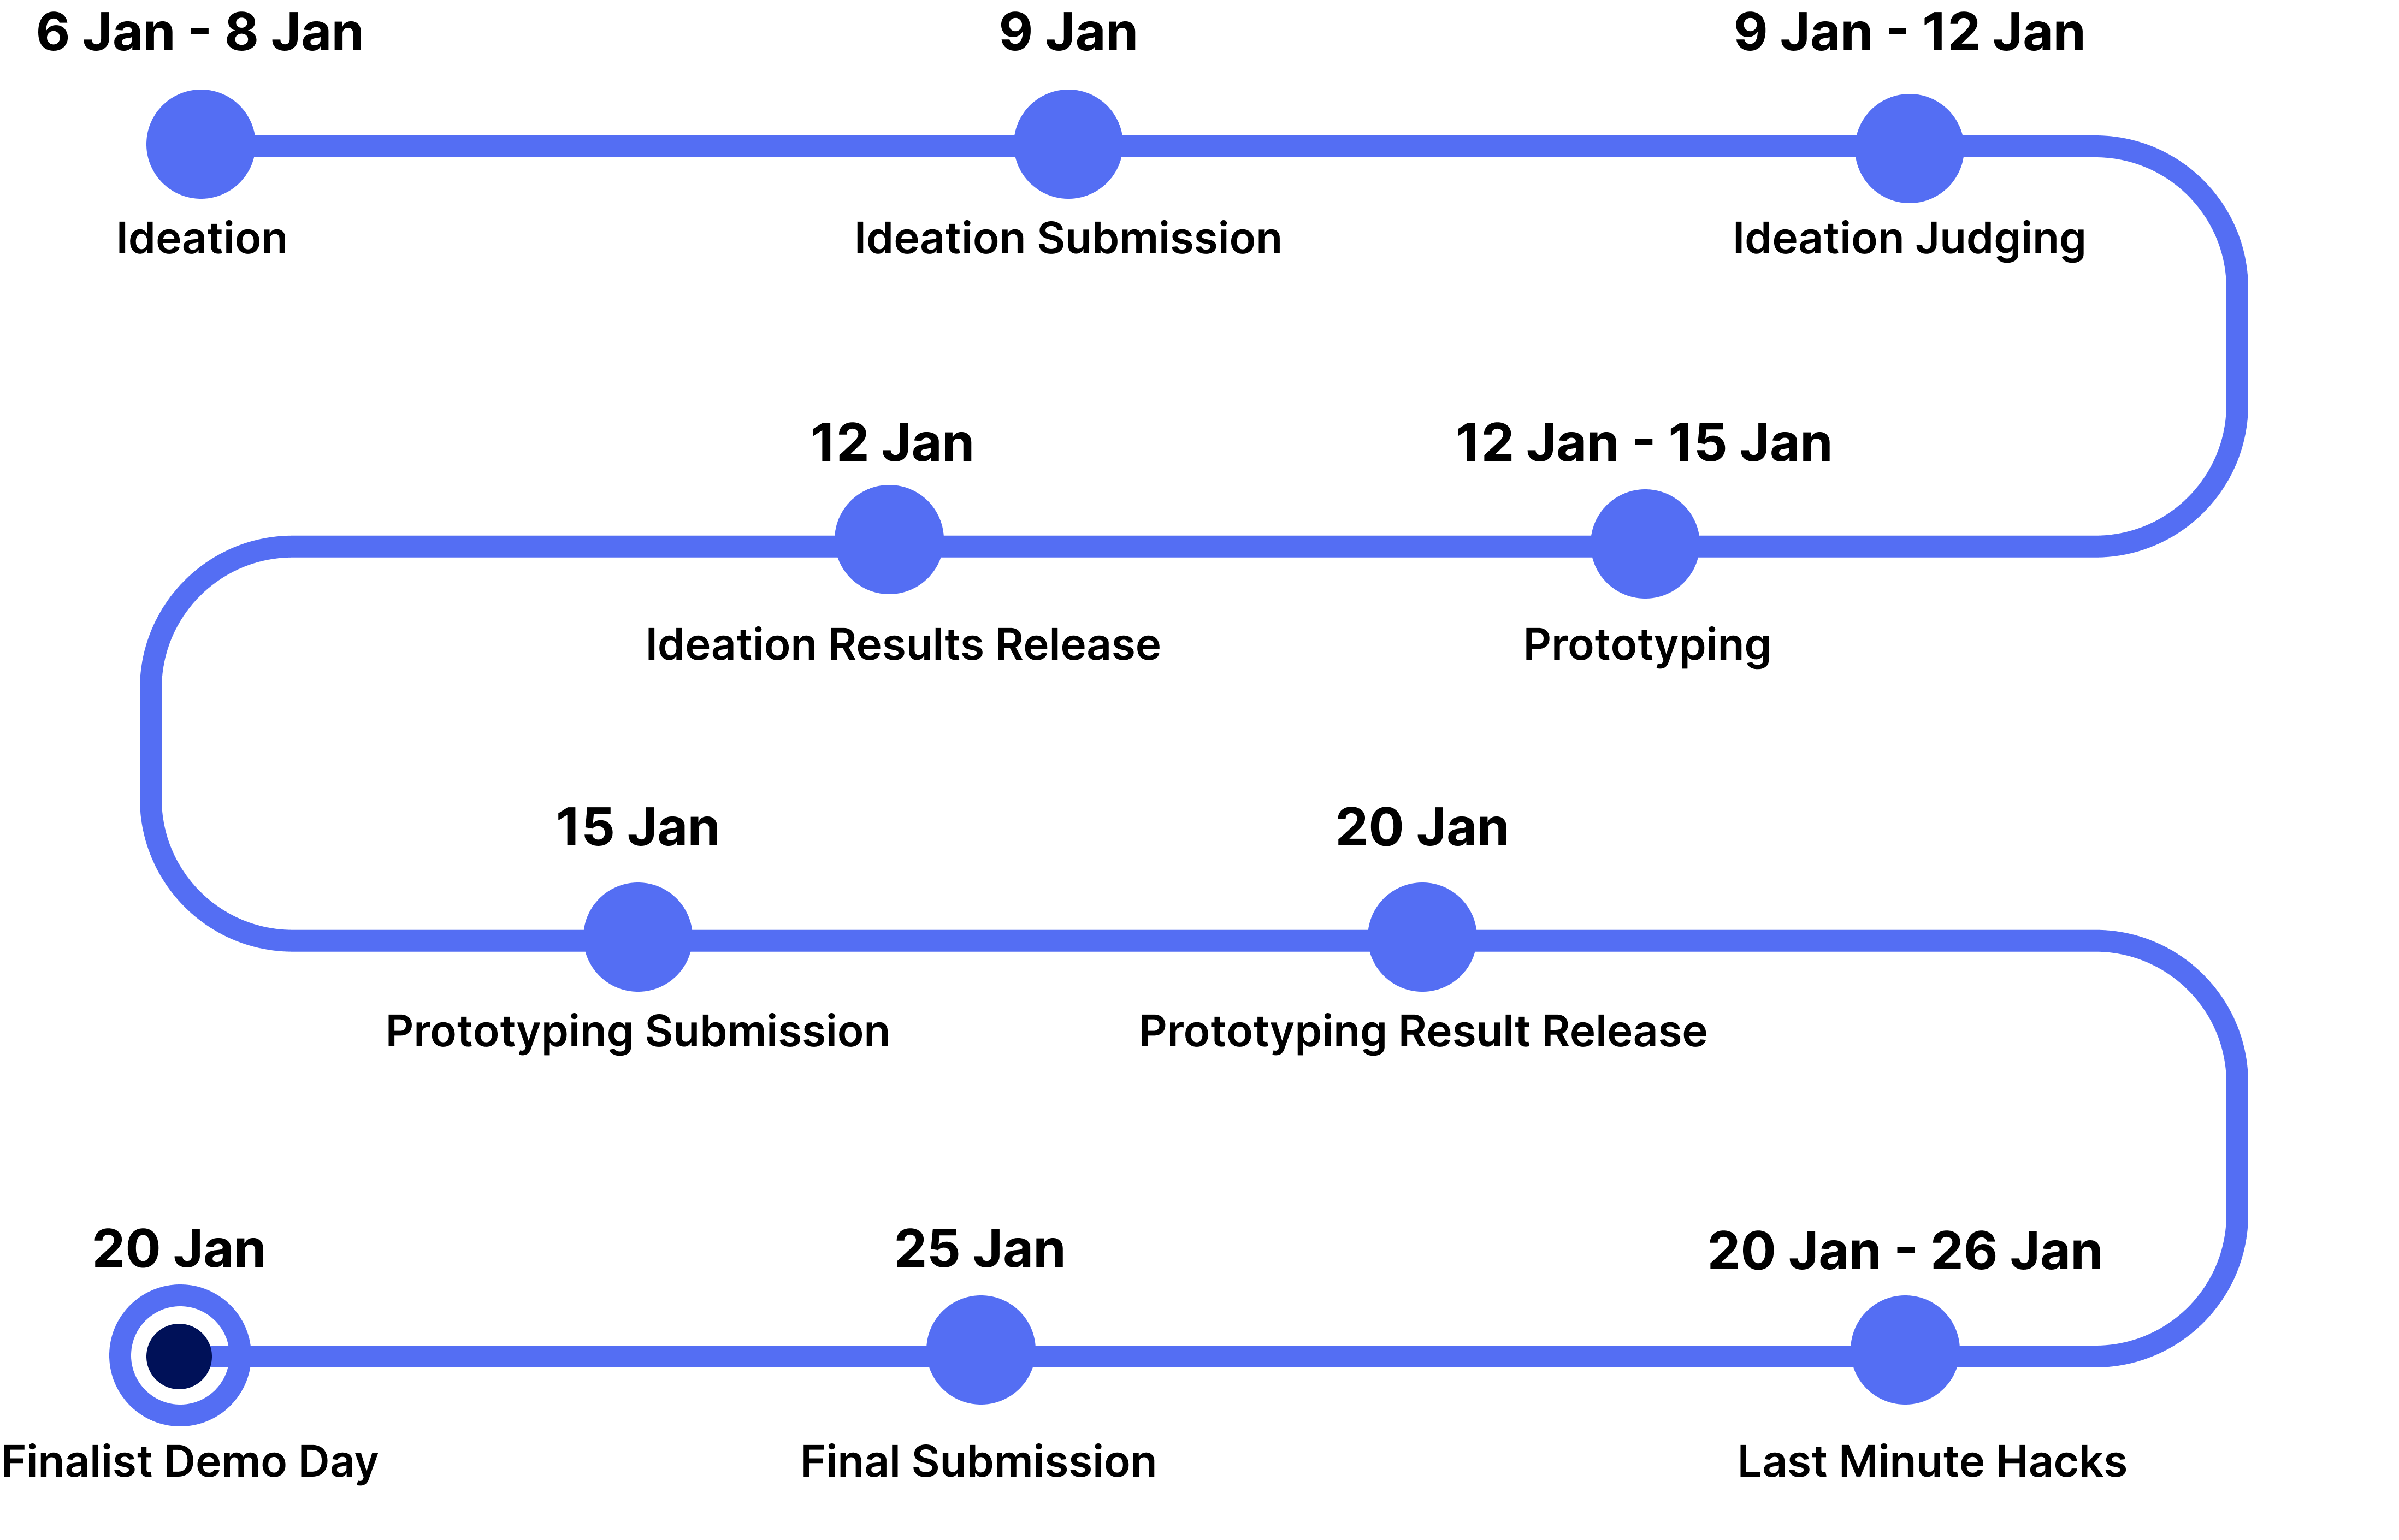 6 Jan - 8 Jan
9 Jan
9 Jan - 12 Jan
Ideation
Ideation Submission
Ideation Judging
12 Jan
12 Jan - 15 Jan
Ideation Results Release
Prototyping
15 Jan
20 Jan
Prototyping Submission
Prototyping Result Release
20 Jan
25 Jan
20 Jan - 26 Jan
Finalist Demo Day
Final Submission
Last Minute Hacks